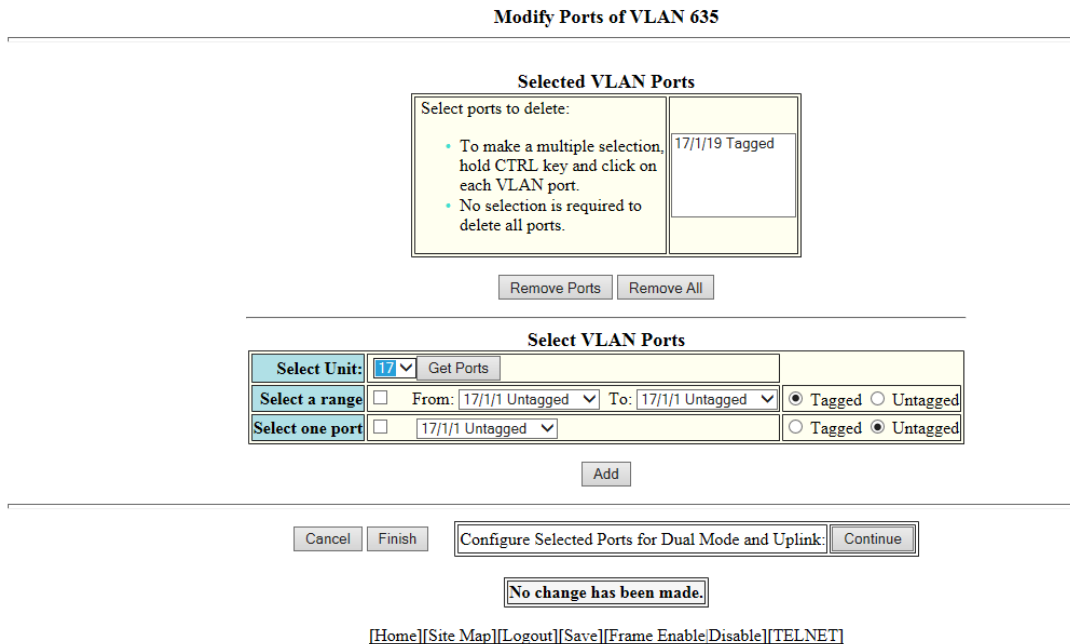 Modify Ports of VLAN 635
Selected VLAN Ports
Select ports to delete:
• To make a multiple selection,
hold CTRL key and click on
each VLAN port.
• No selection is required to
delete all ports.
17/1/19 Tagged
Remove Ports Remove All
Select VLAN Ports
Select Unit: 17 Get Ports
Select a range From: 17/1/1 Untagged To: 17/1/1 Untagged Tagged Untagged
Select one port 17/1/1 Untagged Tagged Untagged
Add
Cancel Finish Configure Selected Ports for Dual Mode and Uplink: Continue
No change has been made.
[Home][Site Map][Logout][Save][Frame Enable|Disable][TELNET]